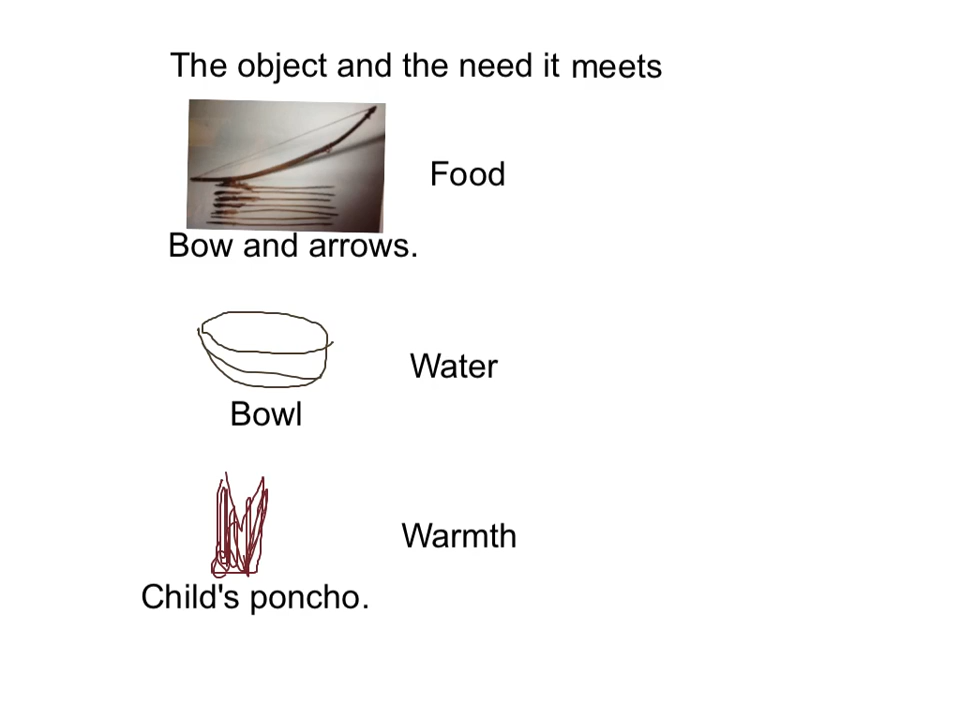 The object and the need it meets
Food
Bow and arrows.
Water
Bowl
Warmth
Child's poncho.